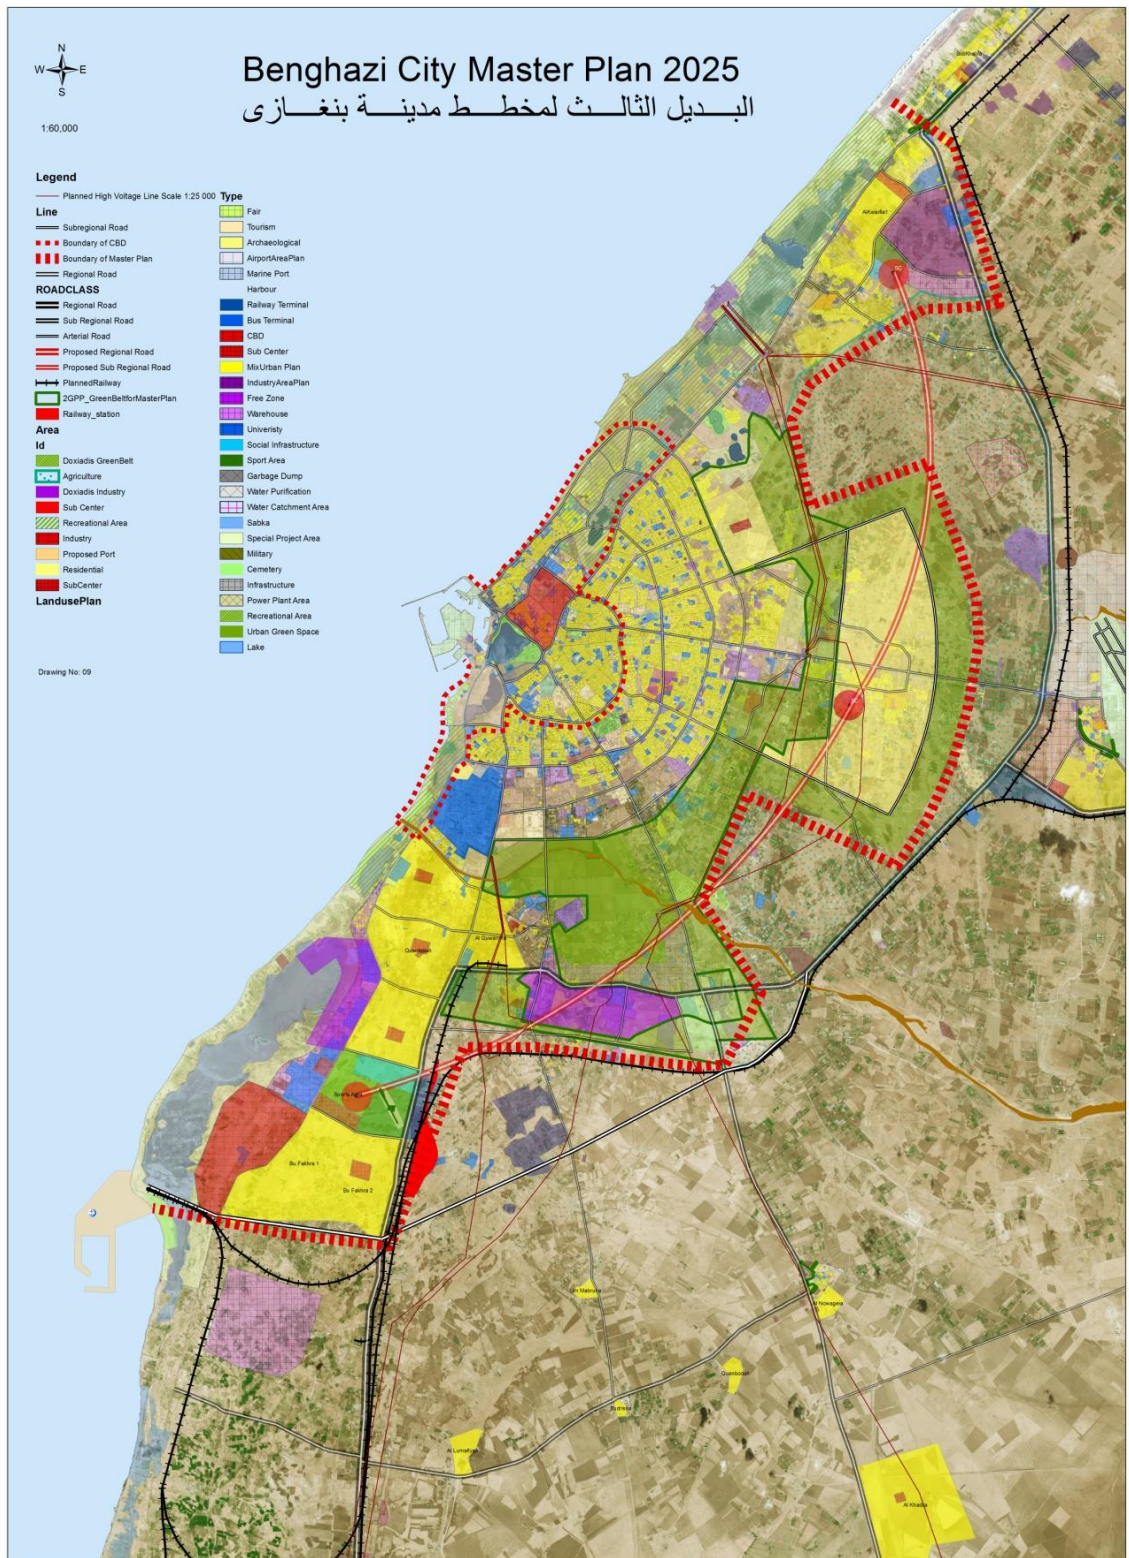 N
W E
S
Benghazi City Master Plan 2025
البديل الثالث لمخطط مدينة بنغازى
1:60,000
Legend
Planned High Voltage Line Scale 1:25 000
Line
Subregional Road
Boundary of CBD
Boundary of Master Plan
Regional Road
ROADCLASS
Regional Road
Sub Regional Road
Arterial Road
Proposed Regional Road
Proposed Sub Regional Road
PlannedRailway
2GPP_GreenBeltforMasterPlan
Railway_station
Area
Id
Doxiadis GreenBelt
Agriculture
Doxiadis Industry
Sub Center
Recreational Area
Industry
Proposed Port
Residential
SubCenter
LandusePlan
Type
Fair
Tourism
Archaeological
AirportAreaPlan
Marine Port
Harbour
Railway Terminal
Bus Terminal
CBD
Sub Center
MixUrban Plan
IndustryAreaPlan
Free Zone
Warehouse
Univeristy
Social Infrastructure
Sport Area
Garbage Dump
Water Purification
Water Catchment Area
Sabka
Special Project Area
Military
Cemetery
Infrastructure
Power Plant Area
Recreational Area
Urban Green Space
Lake
Drawing No: 09
SC
Bu Fakhra 1
Bu Fakhra 2
Al Nowageia
Al Khadra